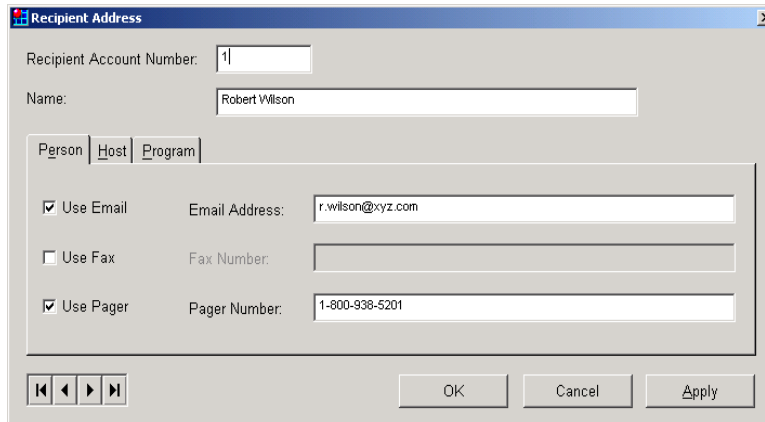 Recipient Address
Recipient Account Number: 1
Name: Robert Wilson
Person Host Program
Use Email Email Address: r.wilson@xyz.com
Use Fax Fax Number:
Use Pager Pager Number: 1-800-938-5201
OK Cancel Apply